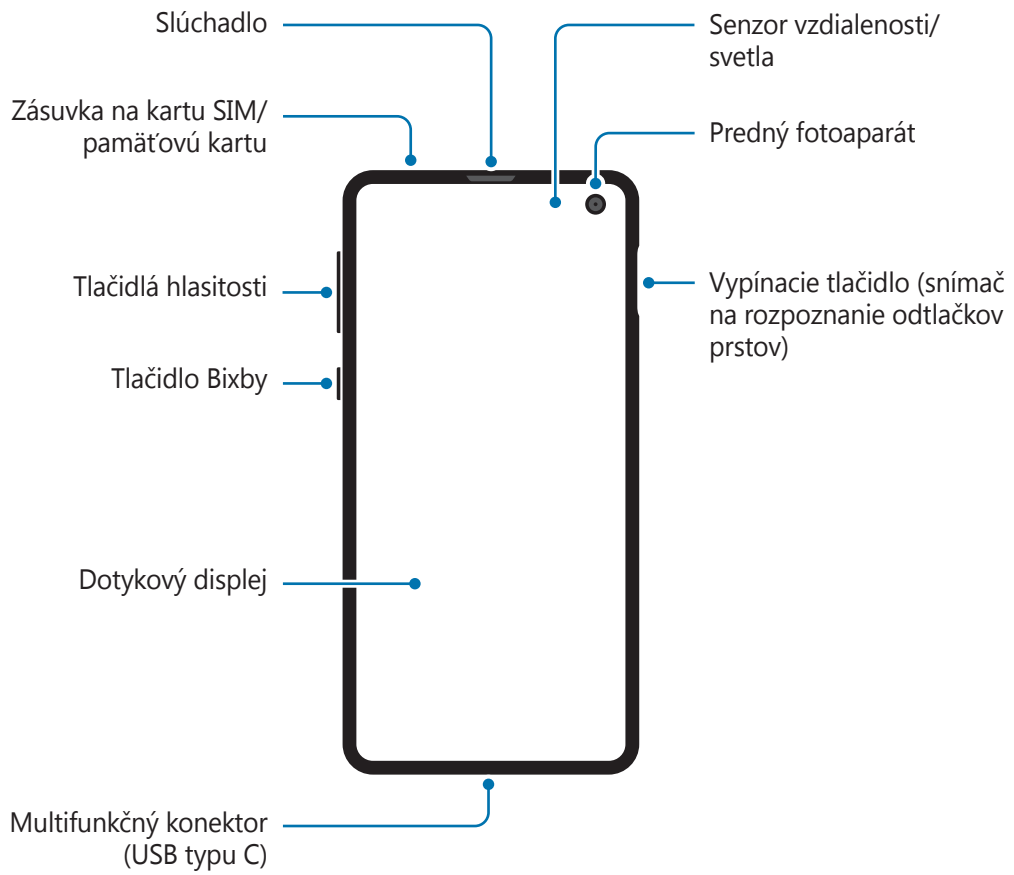 Slúchadlo
Zásuvka na kartu SIM/
pamäťovú kartu
Tlačidlá hlasitosti
Tlačidlo Bixby
Dotykový displej
Multifunkčný konektor
(USB typu C)
Senzor vzdialenosti/
svetla
Predný fotoaparát
Vypínacie tlačidlo (snímač
na rozpoznanie odtlačkov
prstov)